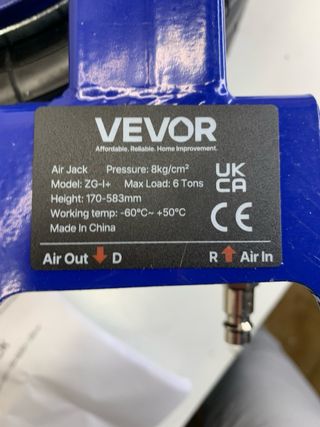 VEVOR
Affordable. Reliable. Home Improvement.
Air Jack Pressure: 8kg/cm²
Model: ZG-I+ Max Load: 6 Tons
Height: 170-583mm
Working temp: -60°C~ +50°C
Made In China
UK
CA
CE
Air Out ↓ D R ↑ Air In